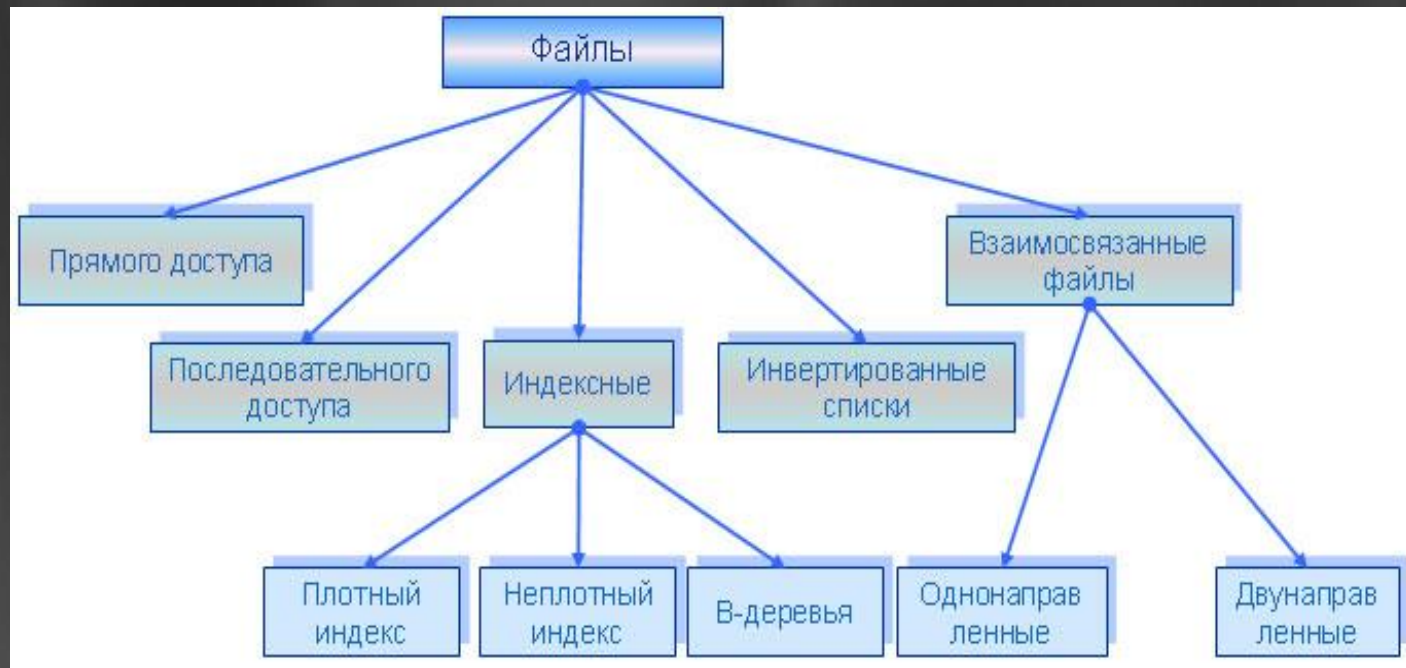 Файлы
Прямого доступа
Взаимосвязанные
файлы
Последовательного
доступа
Индексные
Инвертированные
списки
Плотный
индекс
Неплотный
индекс
В-деревья
Однонаправ
ленные
Двунаправ
ленные